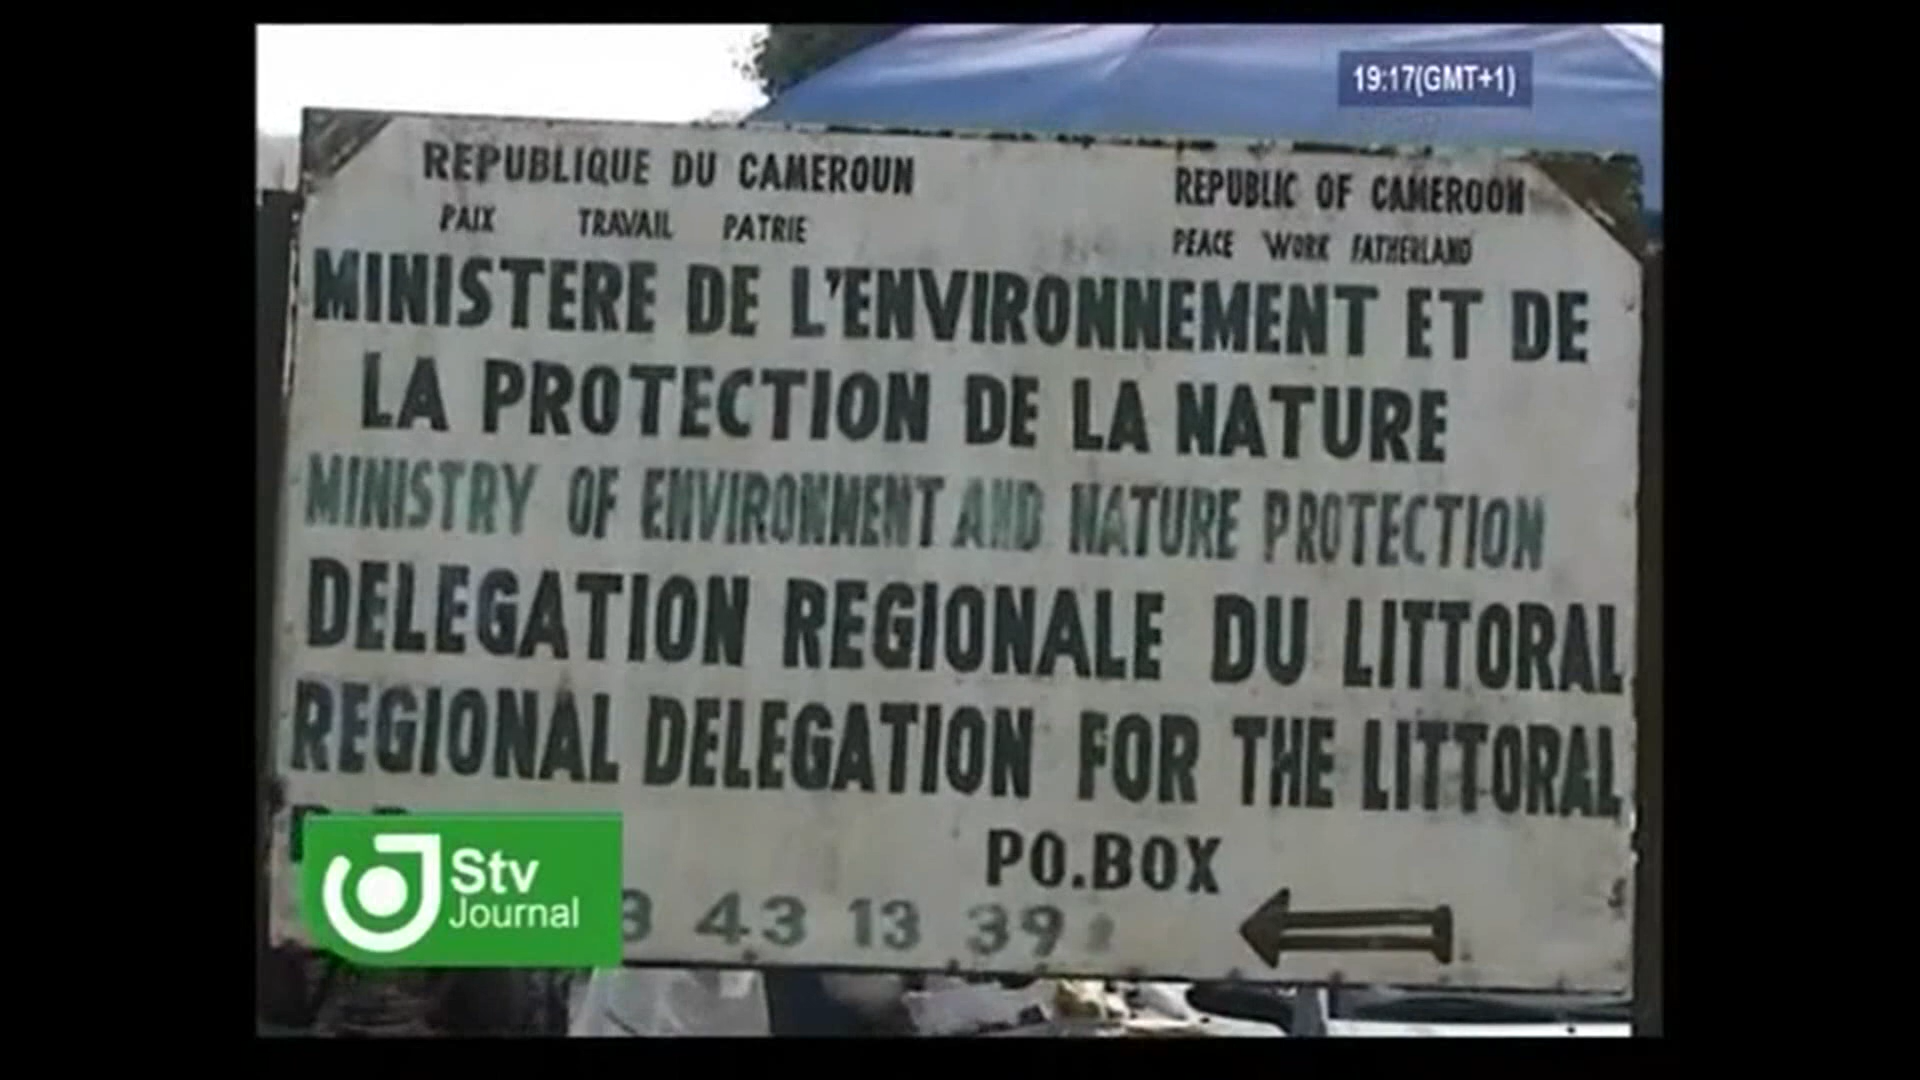 19:17(GMT+1)
REPUBLIQUE DU CAMEROUN
PAIX TRAVAIL PATRIE
REPUBLIC OF CAMEROON
PEACE WORK FATHERLAND
MINISTERE DE L'ENVIRONNEMENT ET DE
LA PROTECTION DE LA NATURE
MINISTRY OF ENVIRONMENT AND NATURE PROTECTION
DELEGATION REGIONALE DU LITTORAL
REGIONAL DELEGATION FOR THE LITTORAL
PO.BOX
3 43 13 39
Stv
Journal